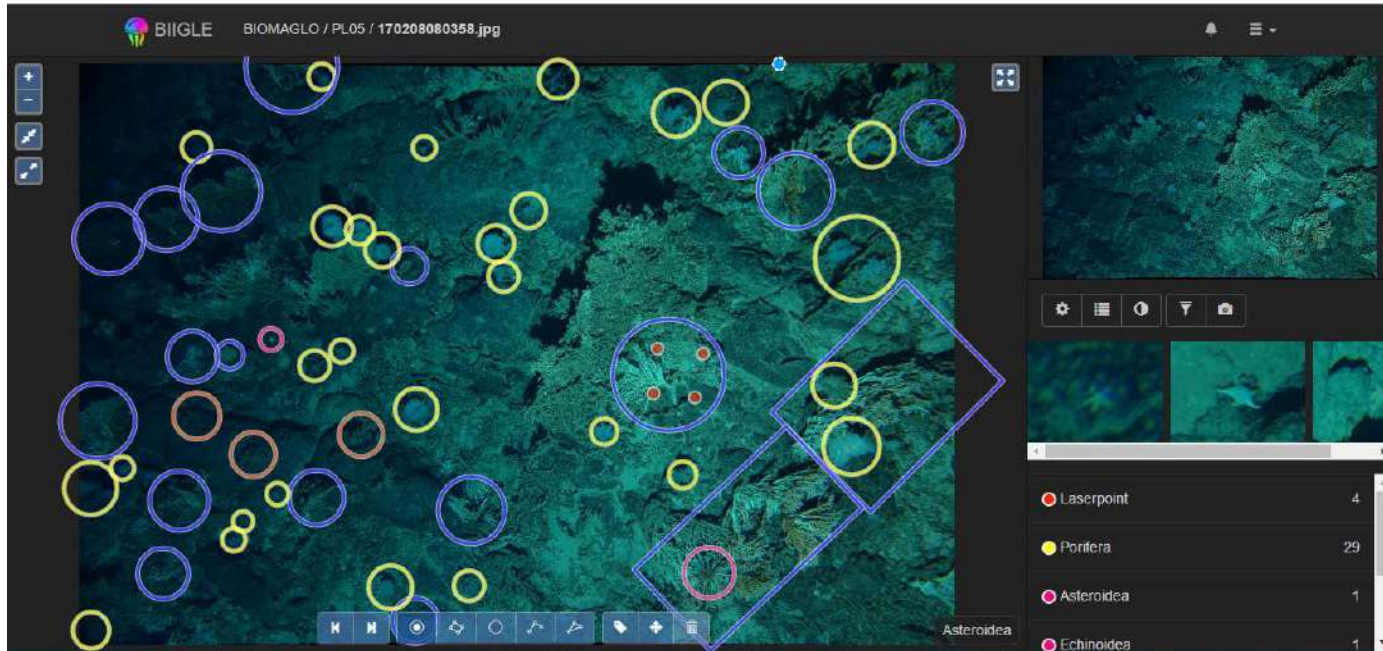 BIIGLE BIOMAGLO / PL05 / 170208080358.jpg
+
−
Laserpoint 4
Porifera 29
Asteroidea 1
Asteroidea
Echinoidea 1